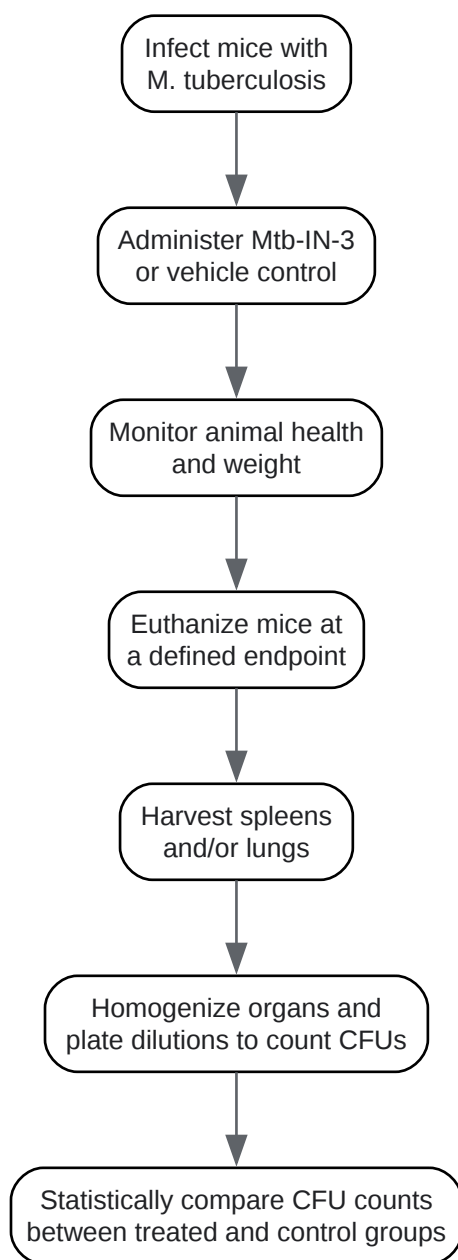 Infect mice with
M. tuberculosis
Administer Mtb-IN-3
or vehicle control
Monitor animal health
and weight
Euthanize mice at
a defined endpoint
Harvest spleens
and/or lungs
Homogenize organs and
plate dilutions to count CFUs
Statistically compare CFU counts
between treated and control groups